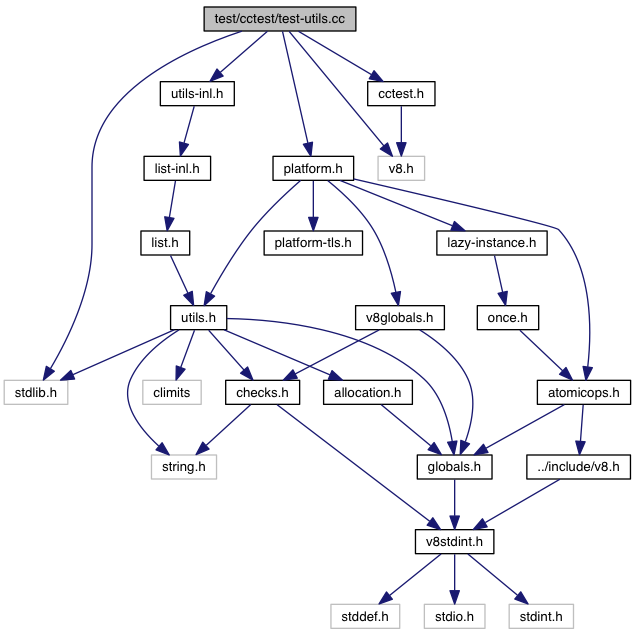 test/cctest/test-utils.cc
utils-inl.h
cctest.h
list-inl.h
platform.h
v8.h
list.h
platform-tls.h
lazy-instance.h
utils.h
v8globals.h
once.h
stdlib.h
climits
checks.h
allocation.h
atomicops.h
string.h
globals.h
../include/v8.h
v8stdint.h
stddef.h
stdio.h
stdint.h